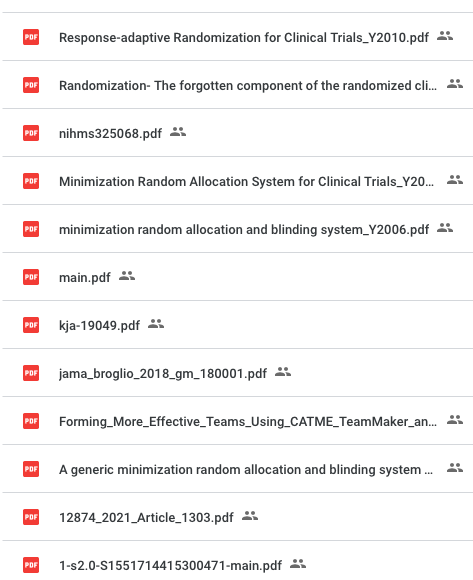 PDF Response-adaptive Randomization for Clinical Trials_Y2010.pdf
PDF Randomization- The forgotten component of the randomized cli...
PDF nihms325068.pdf
PDF Minimization Random Allocation System for Clinical Trials_Y20...
PDF minimization random allocation and blinding system_Y2006.pdf
PDF main.pdf
PDF kja-19049.pdf
PDF jama_broglio_2018_gm_180001.pdf
PDF Forming_More_Effective_Teams_Using_CATME_TeamMaker_an...
PDF A generic minimization random allocation and blinding system ...
PDF 12874_2021_Article_1303.pdf
PDF 1-s2.0-S1551714415300471-main.pdf